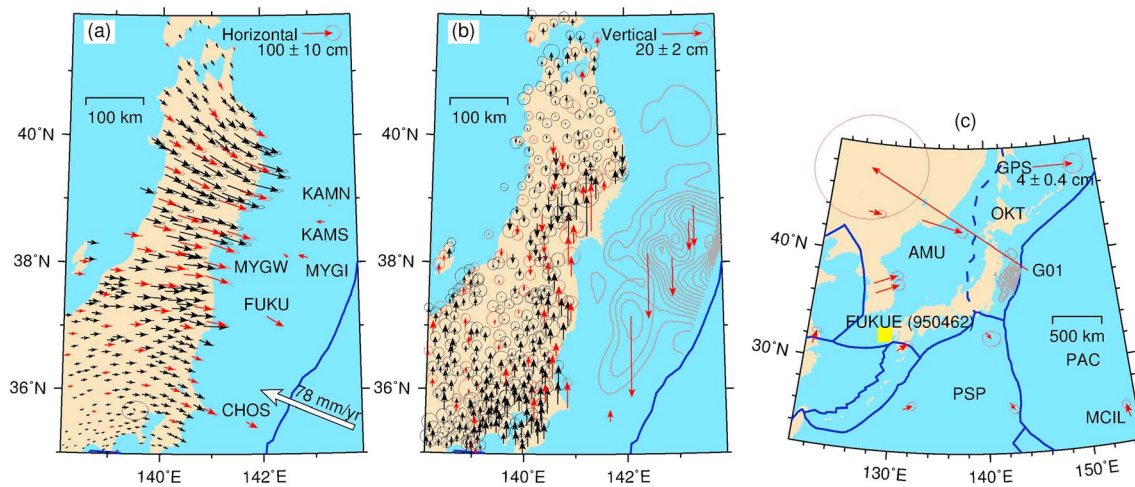 (a)
Horizontal
100 ± 10 cm
100 km
40°N
38°N
36°N
KAMN
KAMS
MYGW
MYGI
FUKU
CHOS
78 mm/yr
140°E
142°E
(b)
Vertical
20 ± 2 cm
100 km
40°N
38°N
36°N
140°E
142°E
(c)
GPS
4 ± 0.4 cm
OKT
AMU
G01
40°N
FUKUE (950462)
500 km
PAC
30°N
PSP
MCIL
130°E
140°E
150°E